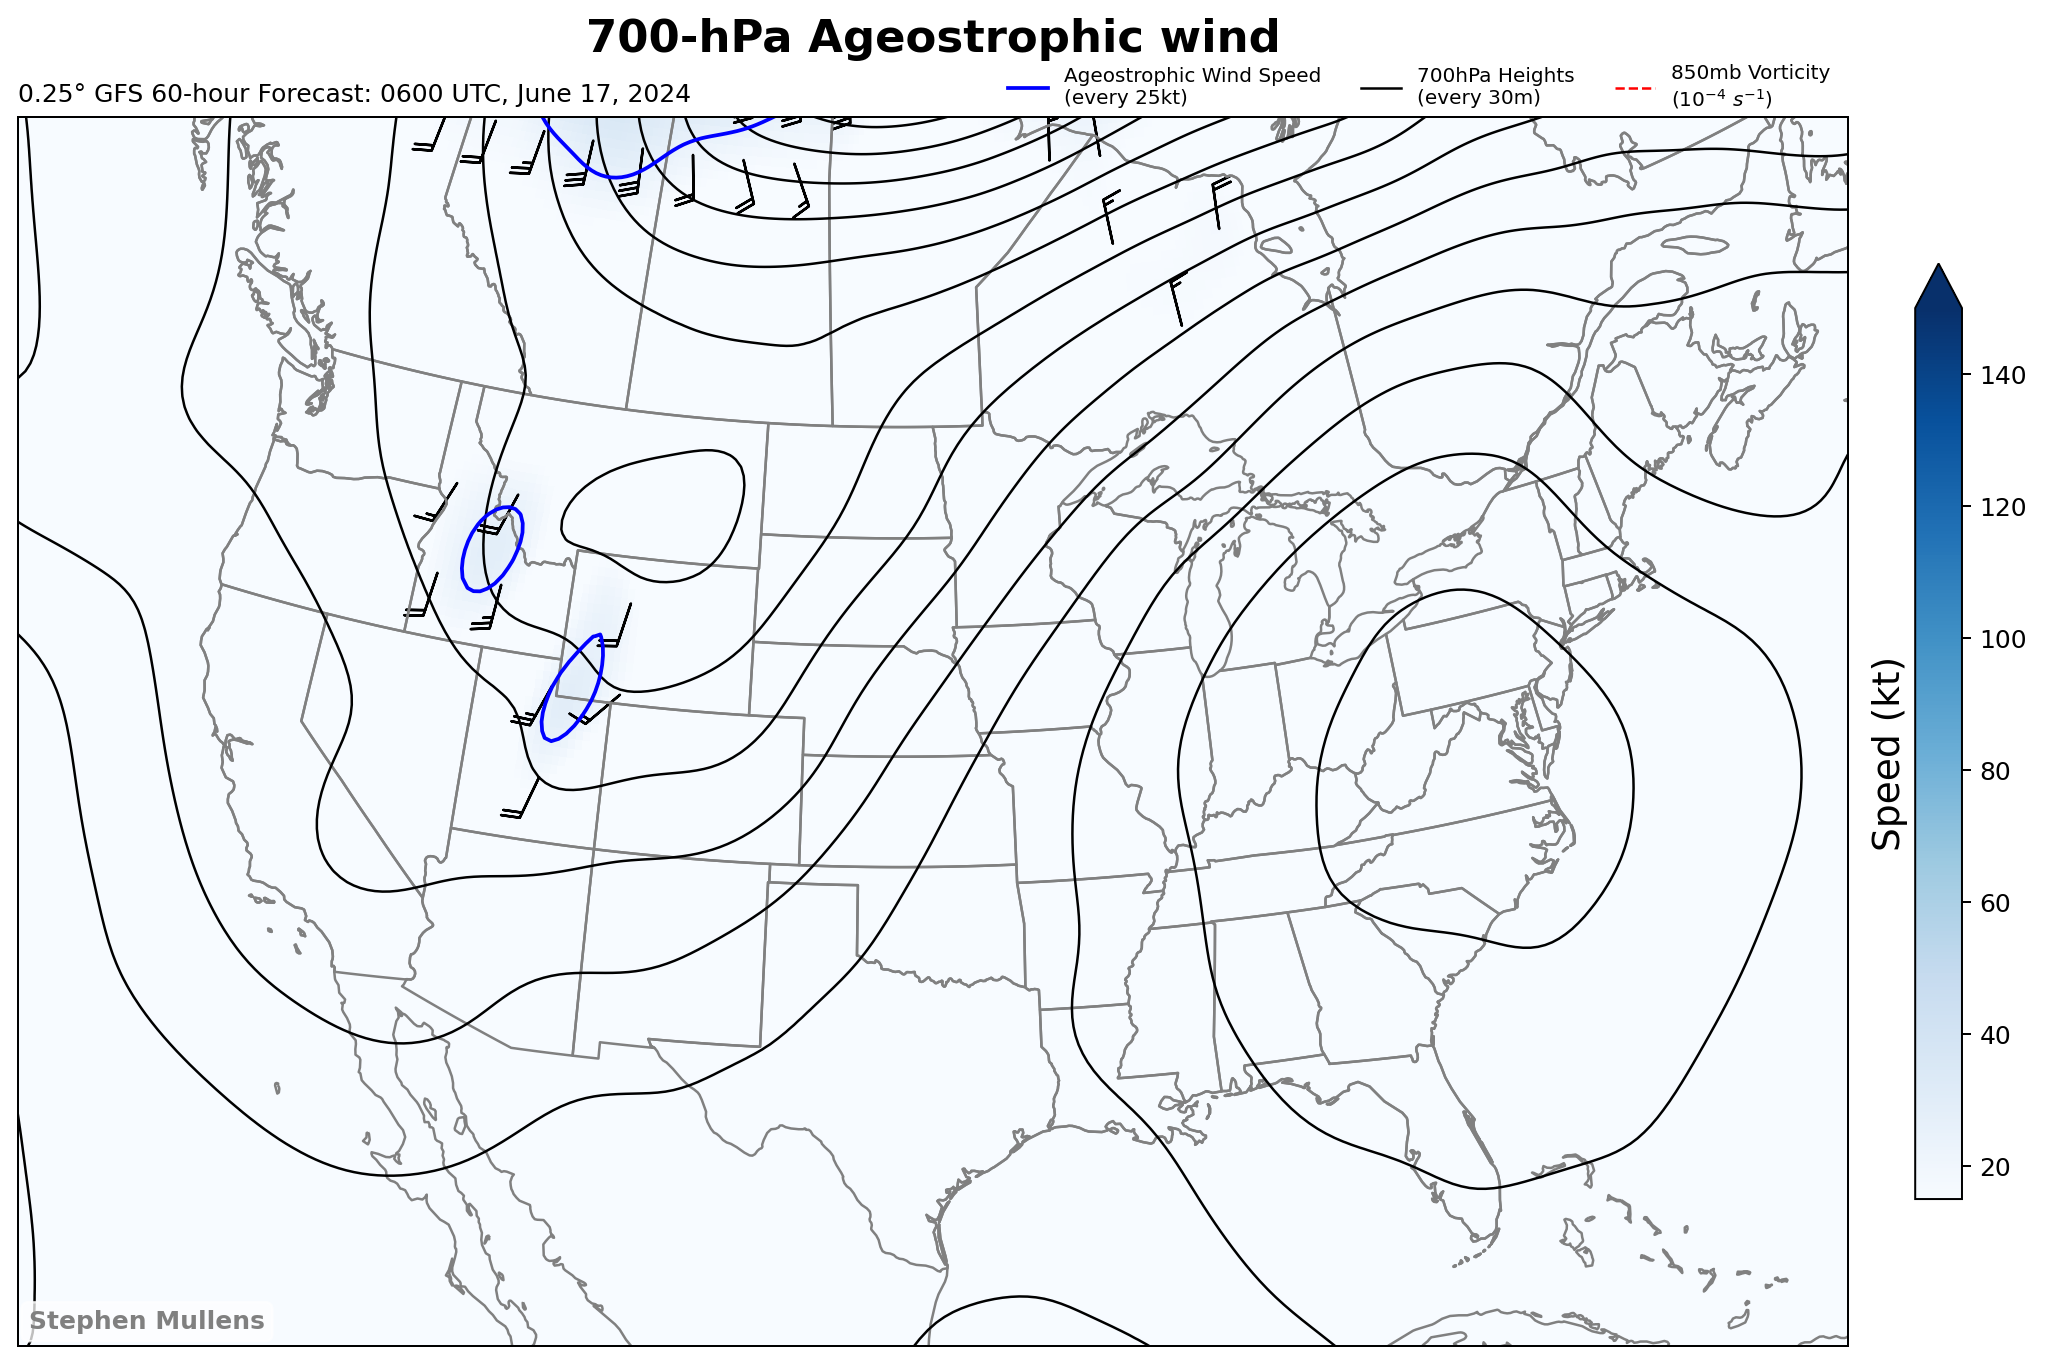 700-hPa Ageostrophic wind
0.25° GFS 60-hour Forecast: 0600 UTC, June 17, 2024
Ageostrophic Wind Speed
(every 25kt)
700hPa Heights
(every 30m)
850mb Vorticity
(10⁻⁴ s⁻¹)
140
120
100
80
60
40
20
Speed (kt)
Stephen Mullens